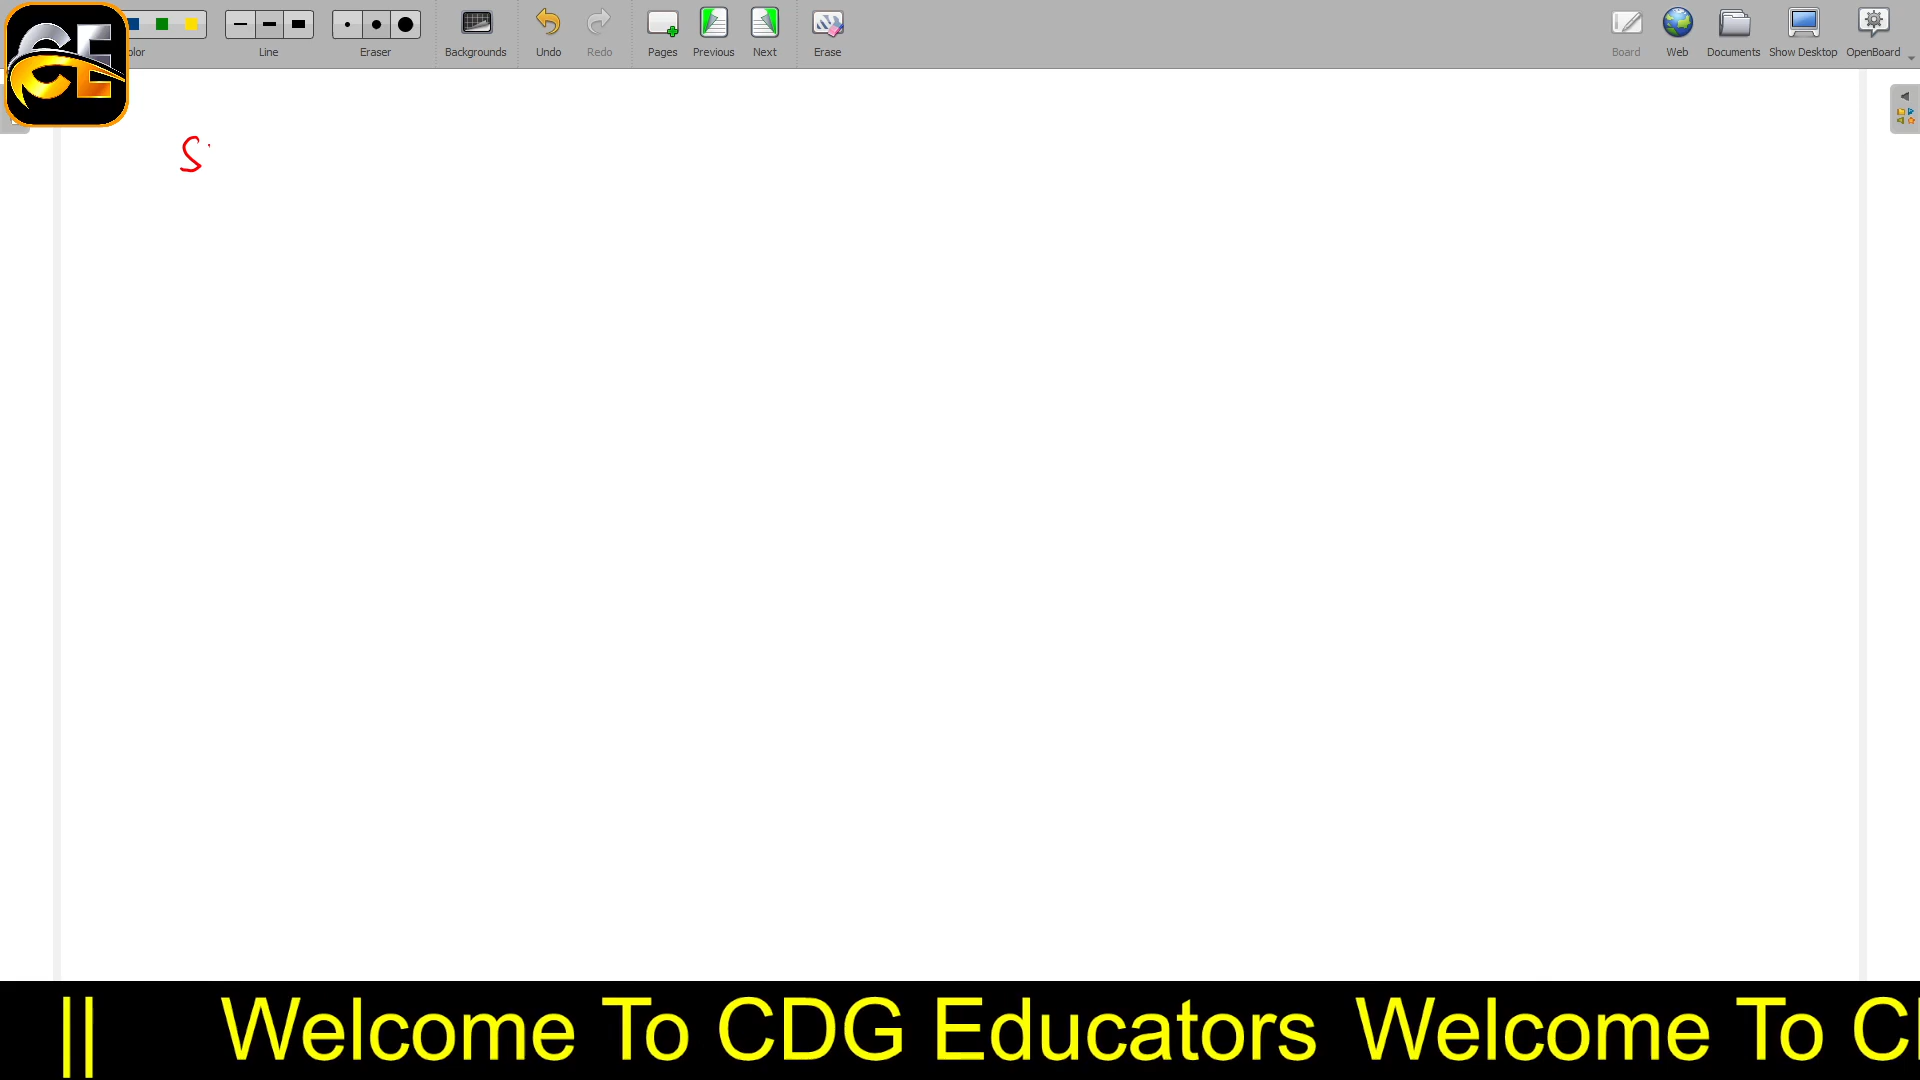 CE
olor Line Eraser Backgrounds Undo Redo Pages Previous Next Erase Board Web Documents Show Desktop OpenBoard
S
|| Welcome To CDG Educators Welcome To C